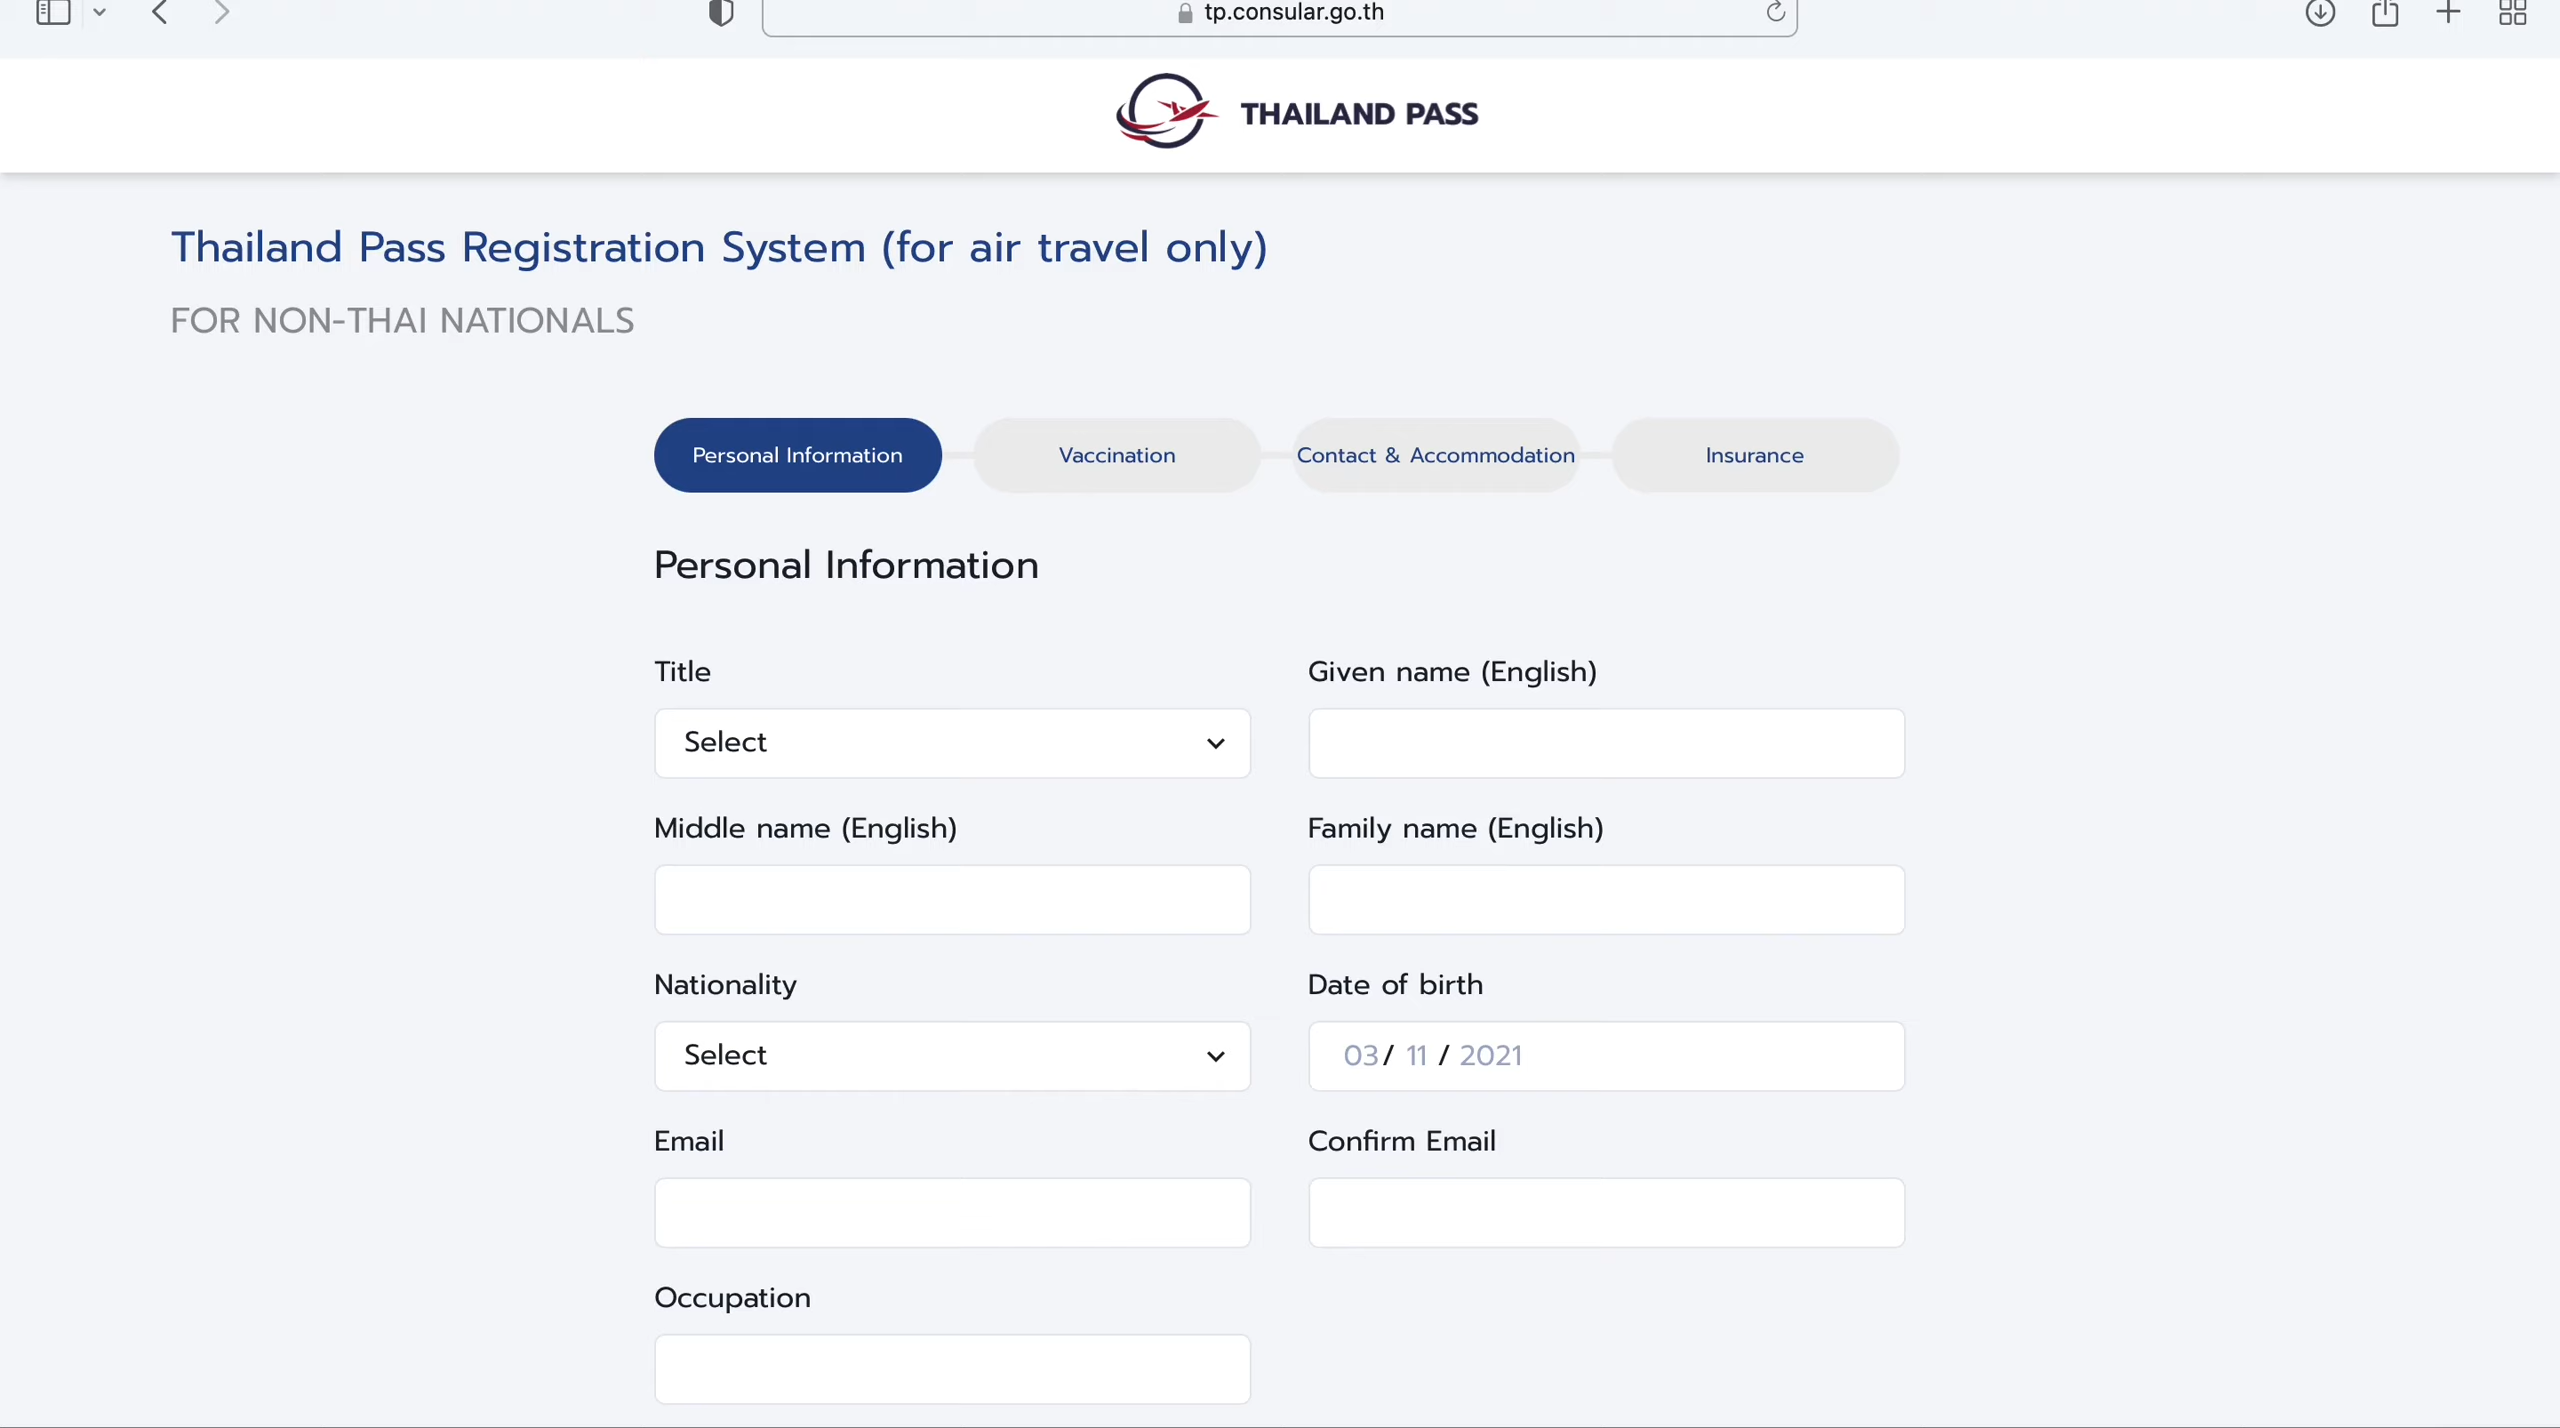 tp.consular.go.th
THAILAND PASS
Thailand Pass Registration System (for air travel only)
FOR NON-THAI NATIONALS
Personal Information
Vaccination
Contact & Accommodation
Insurance
Personal Information
Title
Given name (English)
Select
Middle name (English)
Family name (English)
Nationality
Date of birth
Select
03/ 11 / 2021
Email
Confirm Email
Occupation